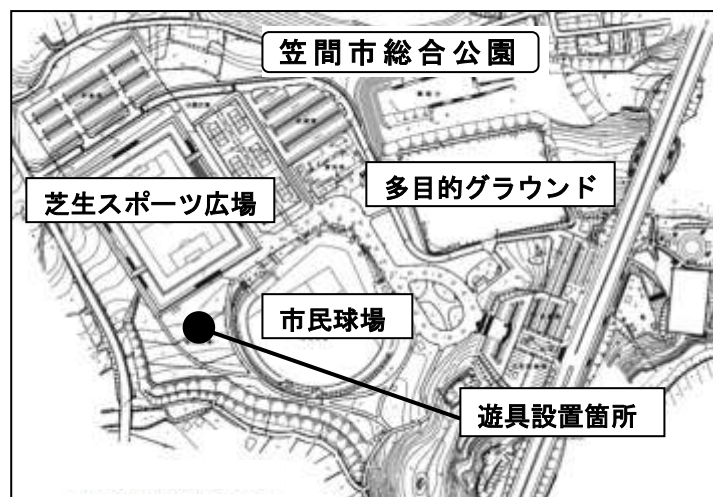 笠間市総合公園
多目的グラウンド
芝生スポーツ広場
市民球場
遊具設置箇所